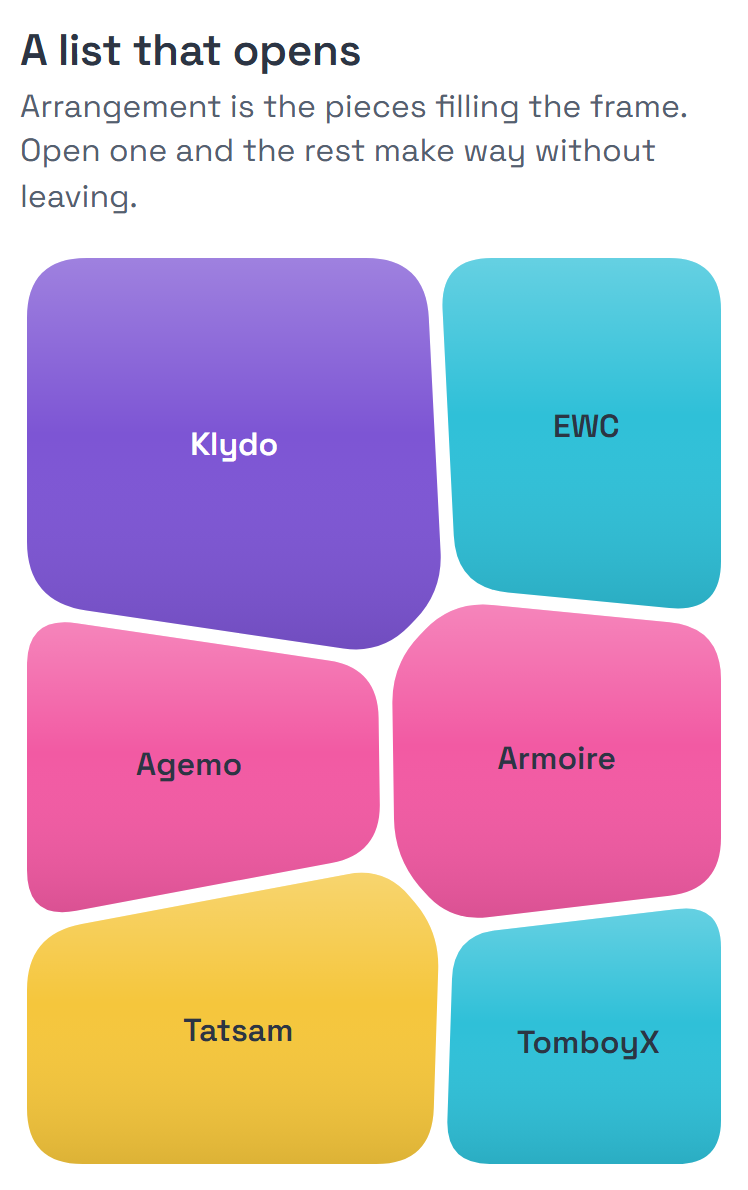 A list that opens
Arrangement is the pieces filling the frame.
Open one and the rest make way without
leaving.
Klydo
EWC
Agemo
Armoire
Tatsam
TomboyX